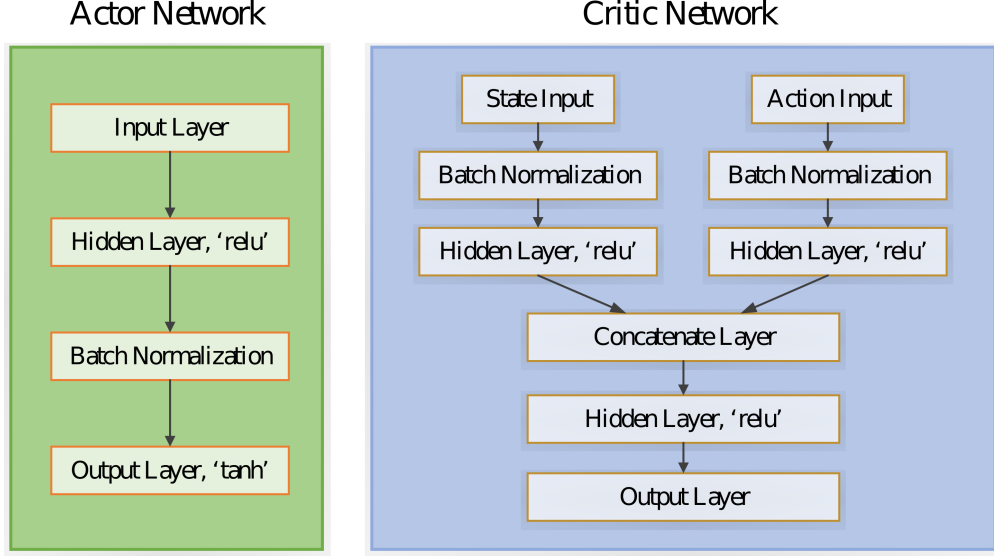 Actor Network
Input Layer
Hidden Layer, ‘relu’
Batch Normalization
Output Layer, ‘tanh’
Critic Network
State Input
Action Input
Batch Normalization
Batch Normalization
Hidden Layer, ‘relu’
Hidden Layer, ‘relu’
Concatenate Layer
Hidden Layer, ‘relu’
Output Layer